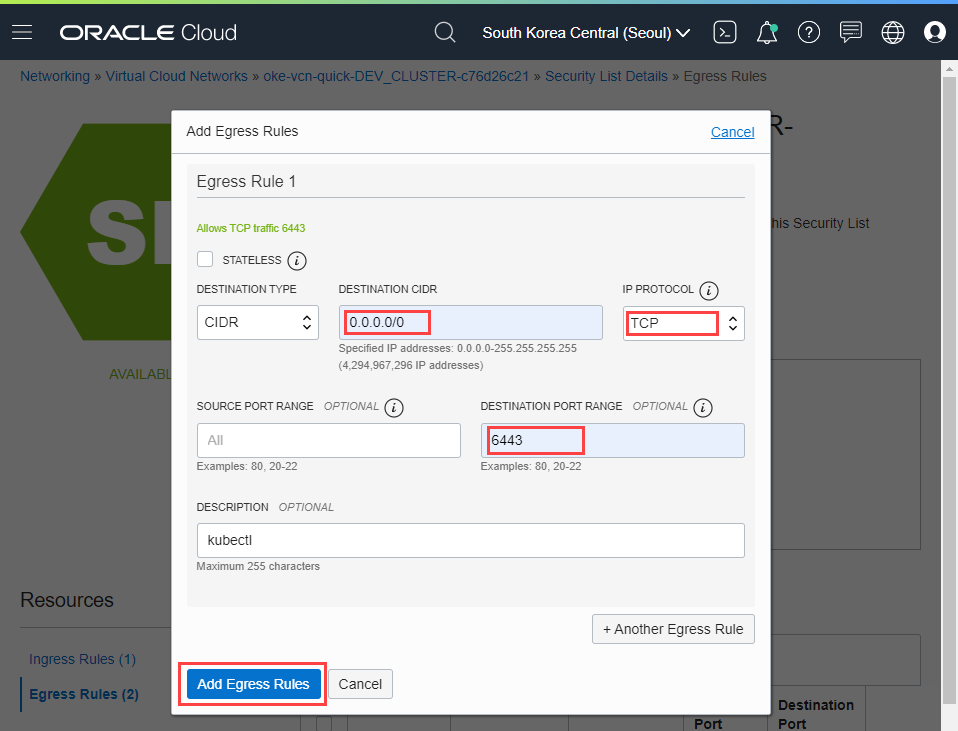 ORACLE Cloud
South Korea Central (Seoul)
Networking » Virtual Cloud Networks » oke-vcn-quick-DEV_CLUSTER-c76d26c21 » Security List Details » Egress Rules
R-
Add Egress Rules
Cancel
Egress Rule 1
Allows TCP traffic 6443
his Security List
STATELESS
DESTINATION TYPE
DESTINATION CIDR
IP PROTOCOL
CIDR
0.0.0.0/0
TCP
Specified IP addresses: 0.0.0.0-255.255.255.255
(4,294,967,296 IP addresses)
AVAILABL
SOURCE PORT RANGE OPTIONAL
DESTINATION PORT RANGE OPTIONAL
All
6443
Examples: 80, 20-22
Examples: 80, 20-22
DESCRIPTION OPTIONAL
kubectl
Maximum 255 characters
Resources
+ Another Egress Rule
Ingress Rules (1)
Egress Rules (2)
Add Egress Rules
Cancel
Port
Destination
Port